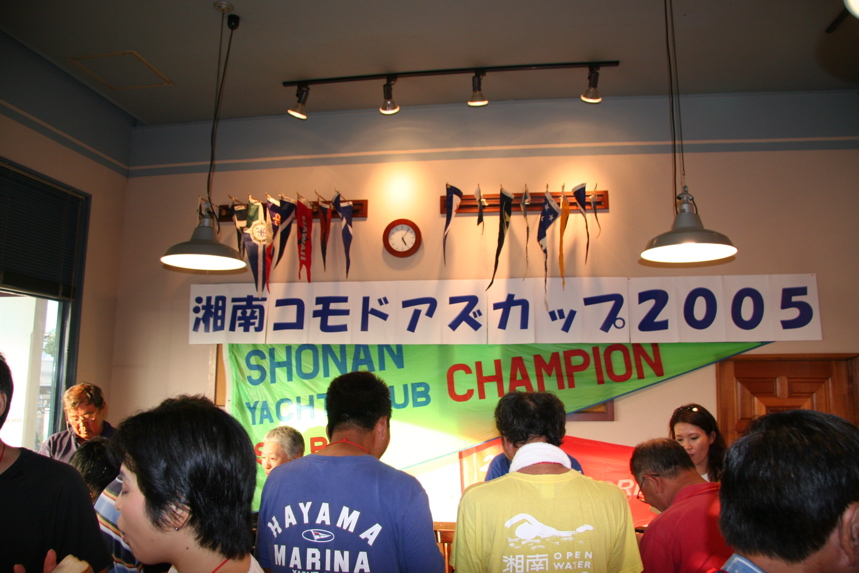 湘南コモドアズカップ2005
SHONAN
CHAMPION
YACHT CLUB
HAYAMA
MARINA
YACHT
湘南 OPEN
WATER